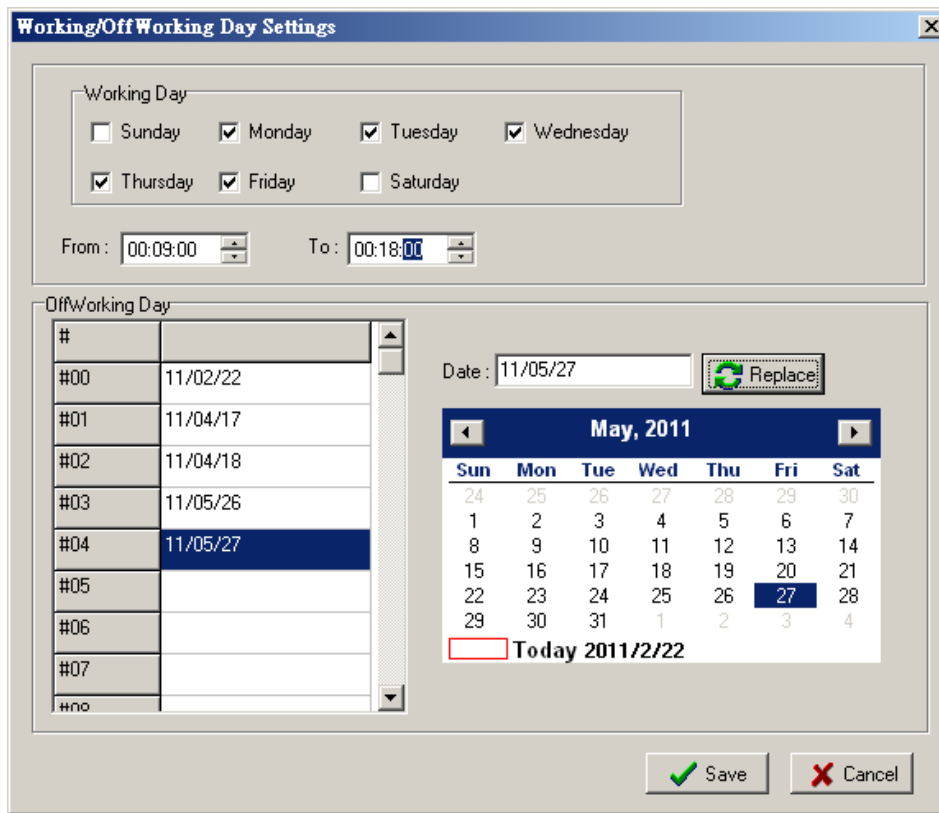 Working/OffWorking Day Settings
Working Day
Sunday Monday Tuesday Wednesday
Thursday Friday Saturday
From : 00:09:00 To : 00:18:00
OffWorking Day
#
#00 11/02/22
#01 11/04/17
#02 11/04/18
#03 11/05/26
#04 11/05/27
#05
#06
#07
Date : 11/05/27 Replace
May, 2011
Sun Mon Tue Wed Thu Fri Sat
24 25 26 27 28 29 30
1 2 3 4 5 6 7
8 9 10 11 12 13 14
15 16 17 18 19 20 21
22 23 24 25 26 27 28
29 30 31 1 2 3 4
Today 2011/2/22
Save Cancel